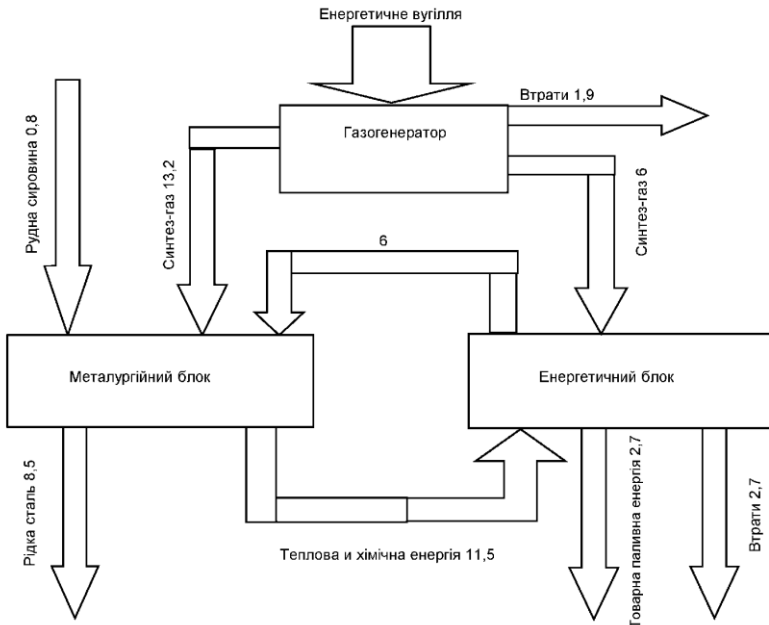 Енергетичне вугілля
Втрати 1,9
Газогенератор
Рудна сировина 0,8
Синтез-газ 13,2
Синтез-газ 6
6
Металургійний блок
Енергетичний блок
Рідка сталь 8,5
Теплова и хімічна енергія 11,5
Товарна паливна енергія 2,7
Втрати 2,7